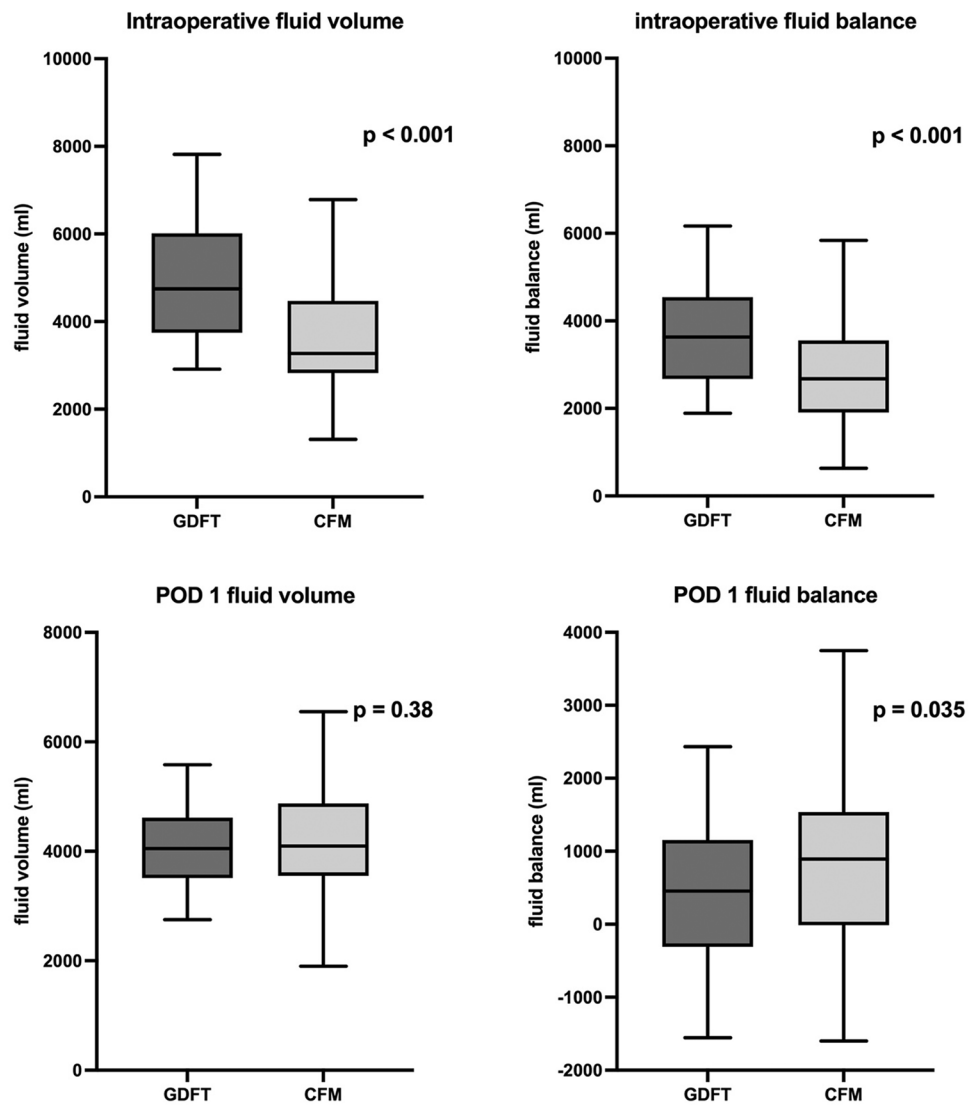 Intraoperative fluid volume
10000
8000
6000
4000
2000
0
fluid volume (ml)
p < 0.001
GDFT
CFM
intraoperative fluid balance
10000
8000
6000
4000
2000
0
fluid balance (ml)
p < 0.001
GDFT
CFM
POD 1 fluid volume
8000
6000
4000
2000
0
fluid volume (ml)
p = 0.38
GDFT
CFM
POD 1 fluid balance
4000
3000
2000
1000
0
-1000
-2000
fluid balance (ml)
p = 0.035
GDFT
CFM